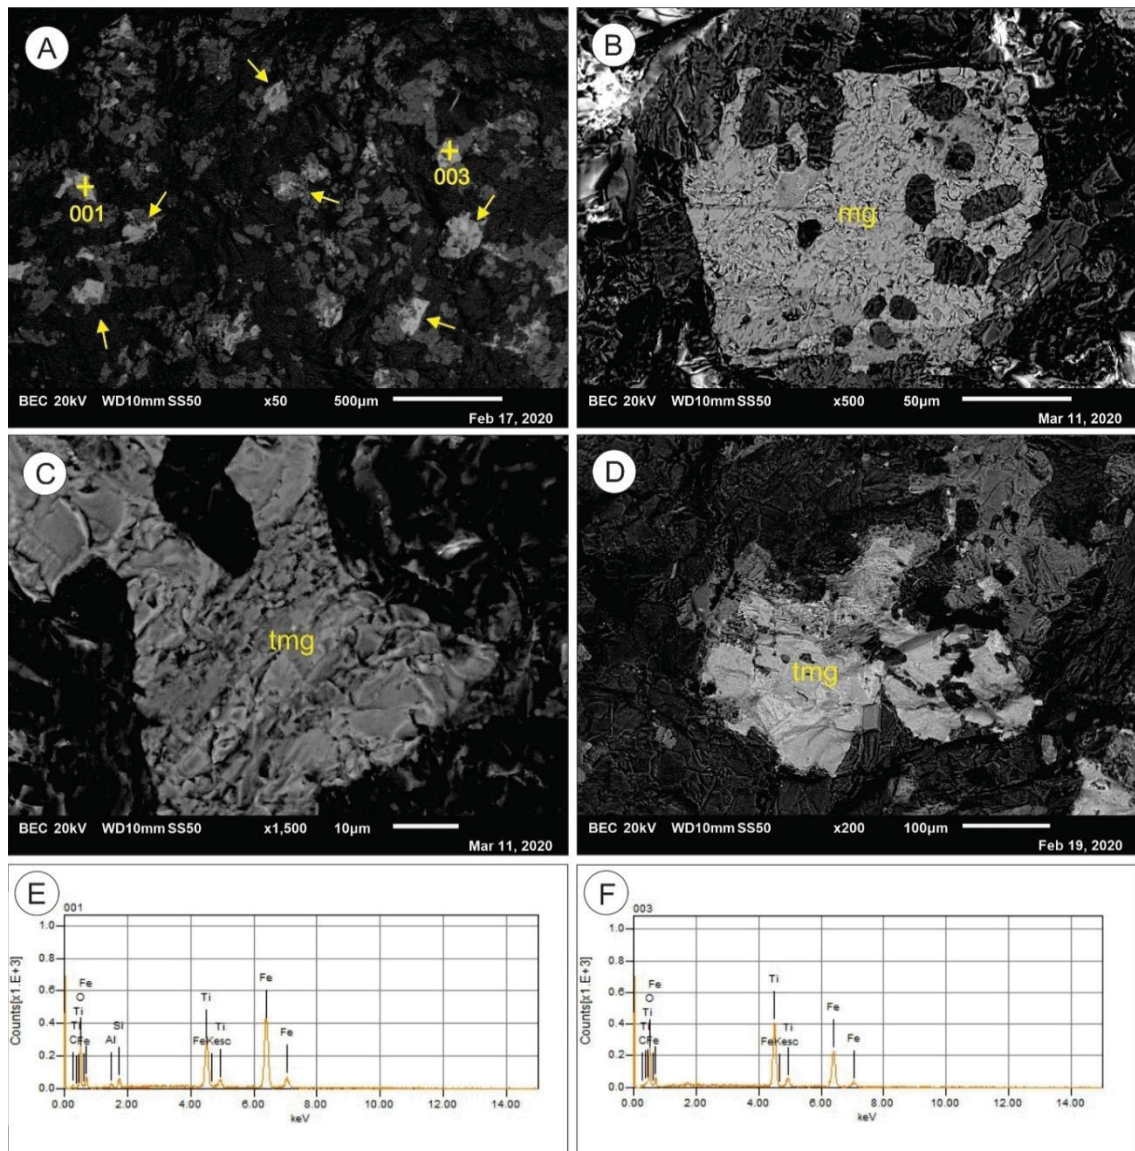 A
001
003
BEC 20kV WD10mm SS50 x50 500µm
Feb 17, 2020
B
mg
BEC 20kV WD10mm SS50 x500 50µm
Mar 11, 2020
C
tmg
BEC 20kV WD10mm SS50 x1,500 10µm
Mar 11, 2020
D
tmg
BEC 20kV WD10mm SS50 x200 100µm
Feb 19, 2020
E
001
Counts[x1.E+3]
1.0
0.8
0.6
0.4
0.2
0.0
Fe
O
Ti
Ti
C Fe
Al
Si
Ti
FeKesc
Ti
Fe
Fe
0.00 2.00 4.00 6.00 8.00 10.00 12.00 14.00
keV
F
003
Counts[x1.E+3]
1.0
0.8
0.6
0.4
0.2
0.0
Fe
O
Ti
Ti
C Fe
Ti
FeKesc
Ti
Fe
Fe
0.00 2.00 4.00 6.00 8.00 10.00 12.00 14.00
keV